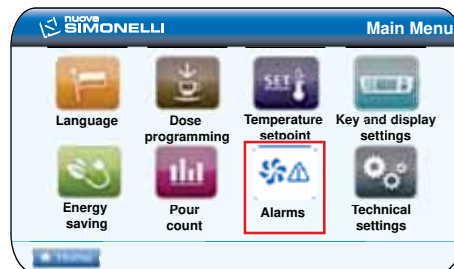 nuova
SIMONELLI
Main Menu
Language
Dose
programming
Temperature
setpoint
Key and display
settings
SET
Energy
saving
Pour
count
Alarms
Technical
settings
Home